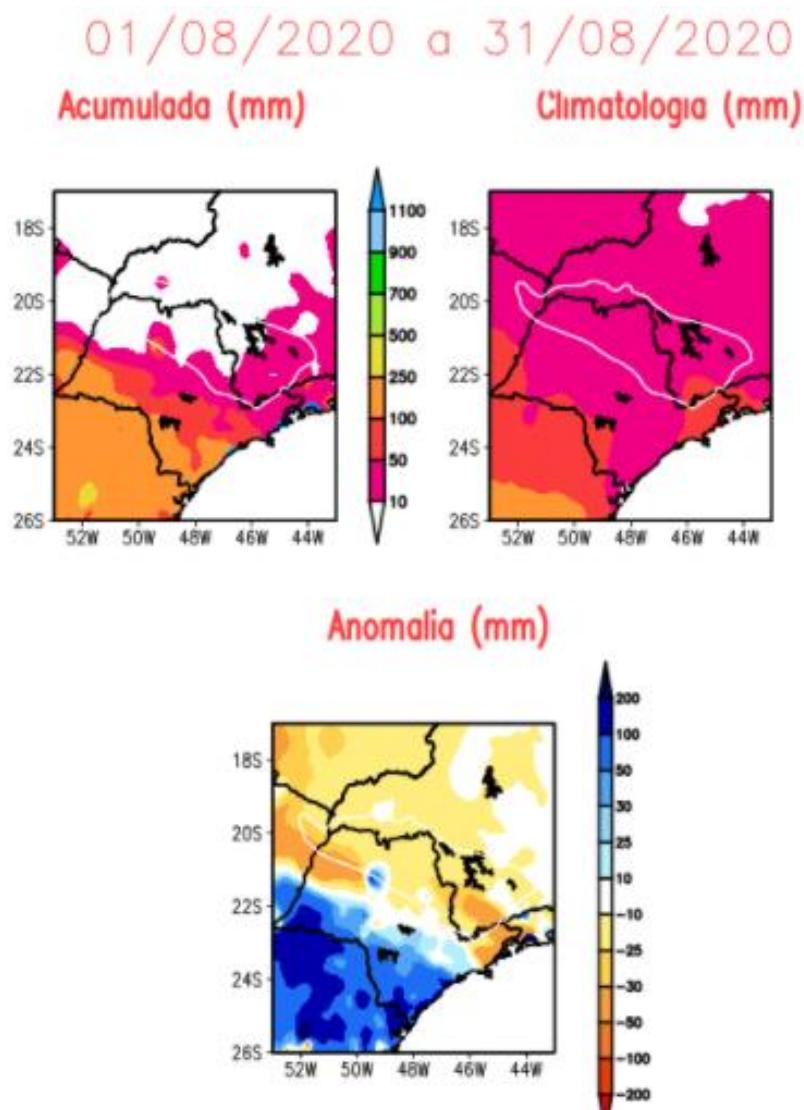 01/08/2020 a 31/08/2020
Acumulada (mm)
Climatologia (mm)
18S
20S
22S
24S
26S
52W 50W 48W 46W 44W
1100
900
700
500
250
100
50
10
18S
20S
22S
24S
26S
52W 50W 48W 46W 44W
Anomalia (mm)
18S
20S
22S
24S
26S
52W 50W 48W 46W 44W
200
100
50
30
25
10
-10
-25
-30
-50
-100
-200